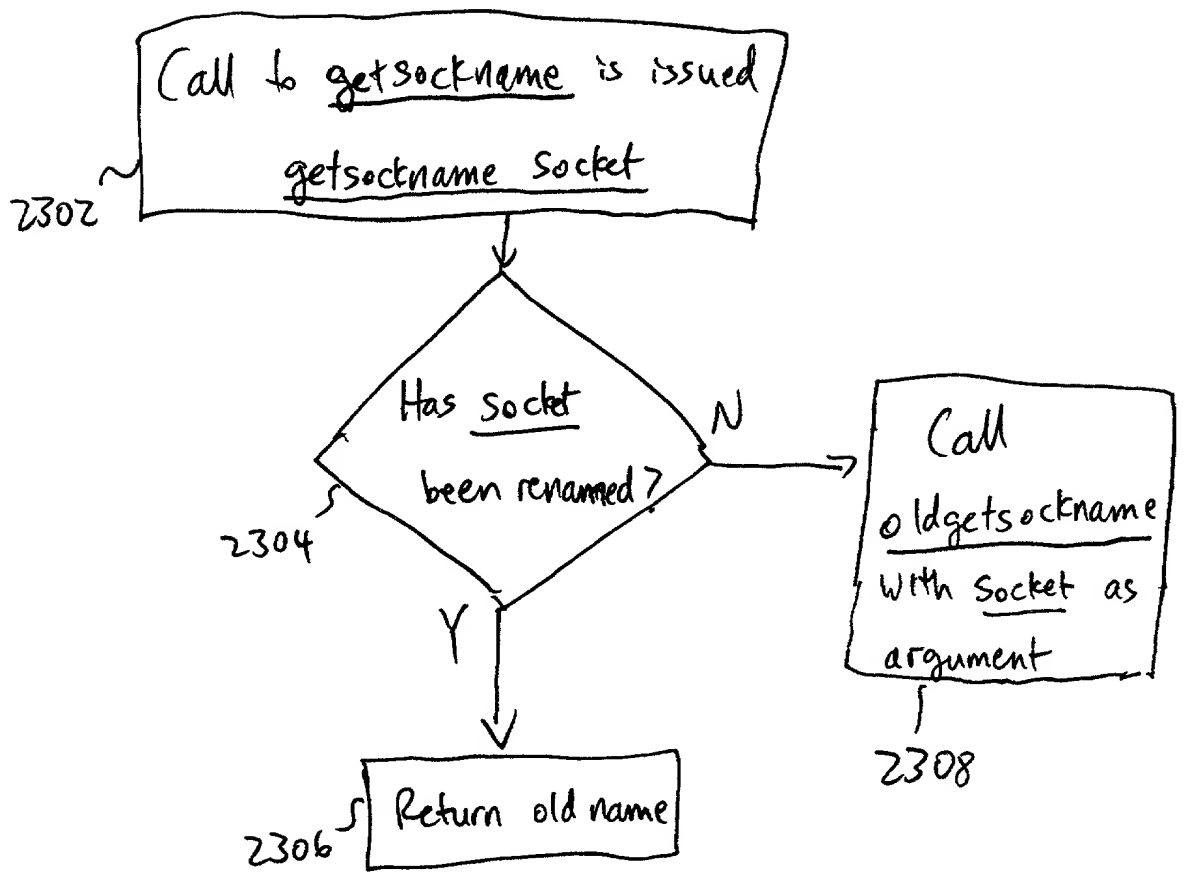 Call to getsockname is issued
getsockname socket
2302
Has socket
been renamed?
2304
N
Y
Call
oldgetsockname
with socket as
argument
2308
Return old name
2306